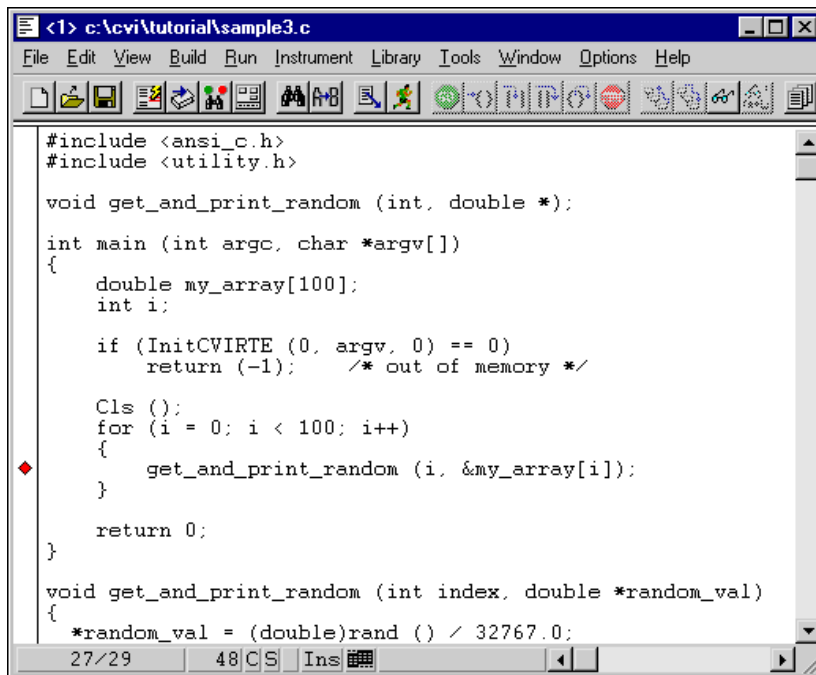 <1> c:\cvi\tutorial\sample3.c
File Edit View Build Run Instrument Library Tools Window Options Help
#include <ansi_c.h>
#include <utility.h>
void get_and_print_random (int, double *);
int main (int argc, char *argv[])
{
    double my_array[100];
    int i;
    if (InitCVIRTE (0, argv, 0) == 0)
        return (-1);    /* out of memory */
    Cls ();
    for (i = 0; i < 100; i++)
    {
        get_and_print_random (i, &my_array[i]);
    }
    return 0;
}
void get_and_print_random (int index, double *random_val)
{
  *random_val = (double)rand () / 32767.0;
27/29 48 C S Ins